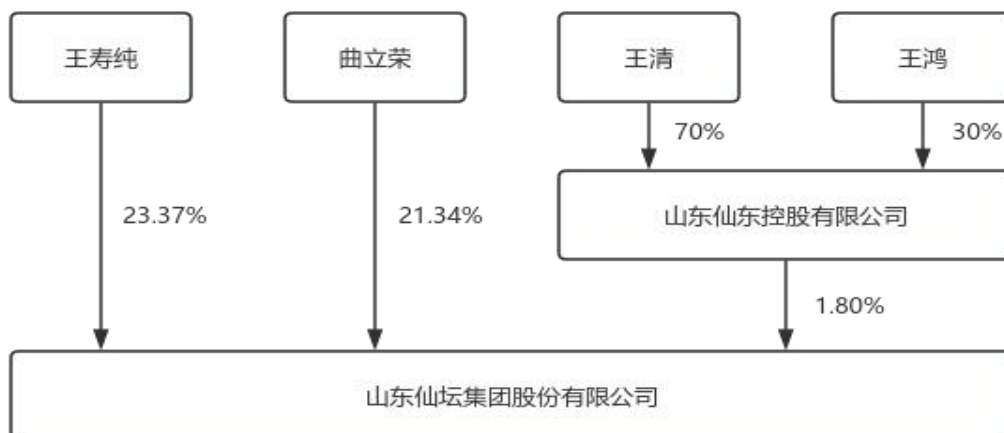 王寿纯
曲立荣
王清
王鸿
70%
30%
23.37%
21.34%
山东仙东控股有限公司
1.80%
山东仙坛集团股份有限公司